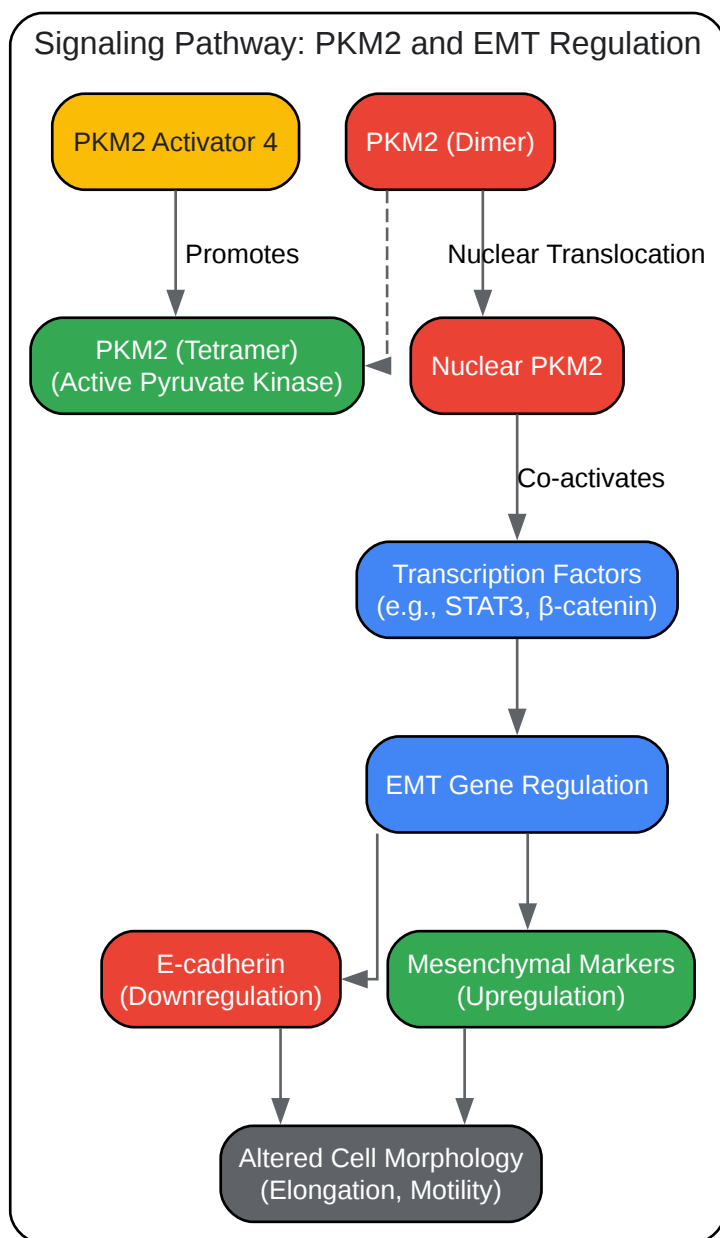 Signaling Pathway: PKM2 and EMT Regulation
PKM2 Activator 4
PKM2 (Dimer)
Promotes
Nuclear Translocation
PKM2 (Tetramer)
(Active Pyruvate Kinase)
Nuclear PKM2
Co-activates
Transcription Factors
(e.g., STAT3, β-catenin)
EMT Gene Regulation
E-cadherin
(Downregulation)
Mesenchymal Markers
(Upregulation)
Altered Cell Morphology
(Elongation, Motility)